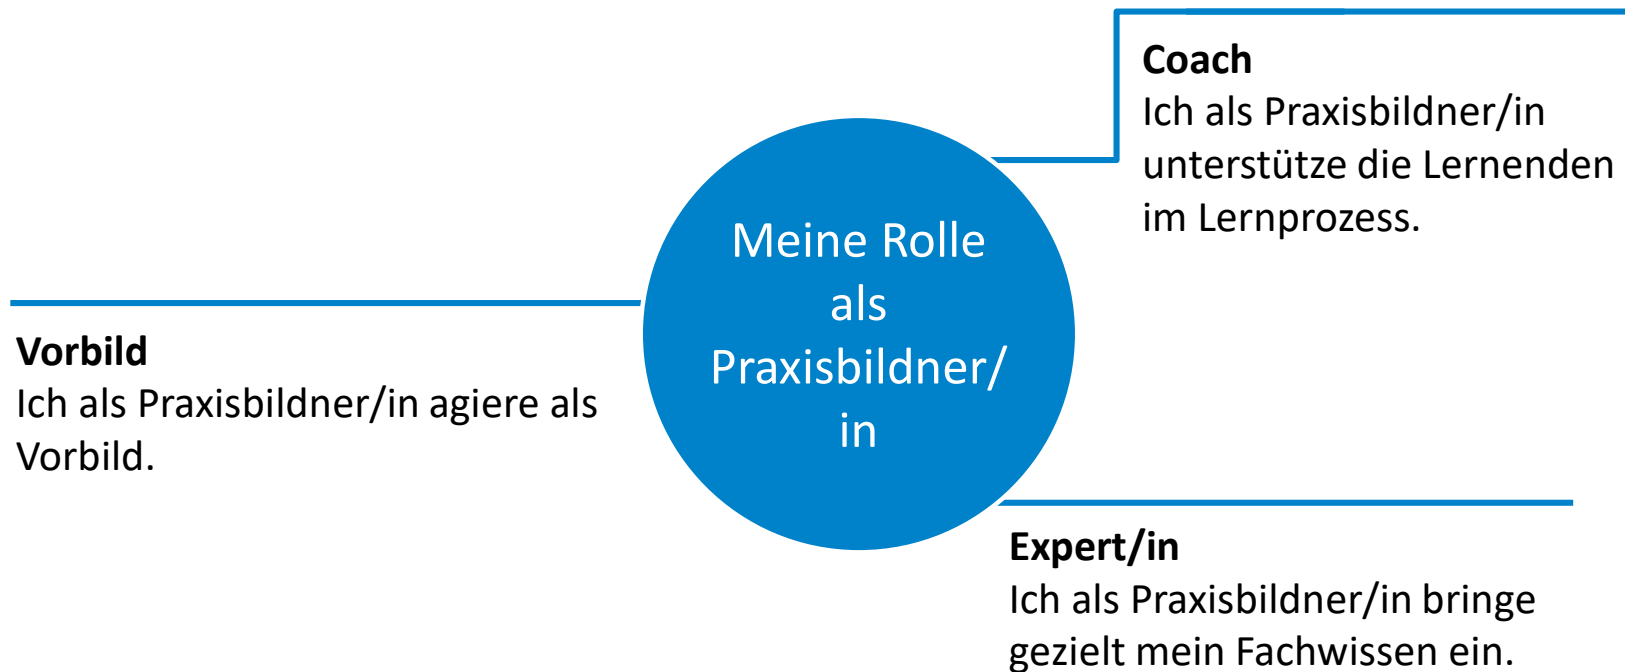 Coach
Ich als Praxisbildner/in
unterstütze die Lernenden
im Lernprozess.
Meine Rolle
als
Praxisbildner/
in
Vorbild
Ich als Praxisbildner/in agiere als
Vorbild.
Expert/in
Ich als Praxisbildner/in bringe
gezielt mein Fachwissen ein.